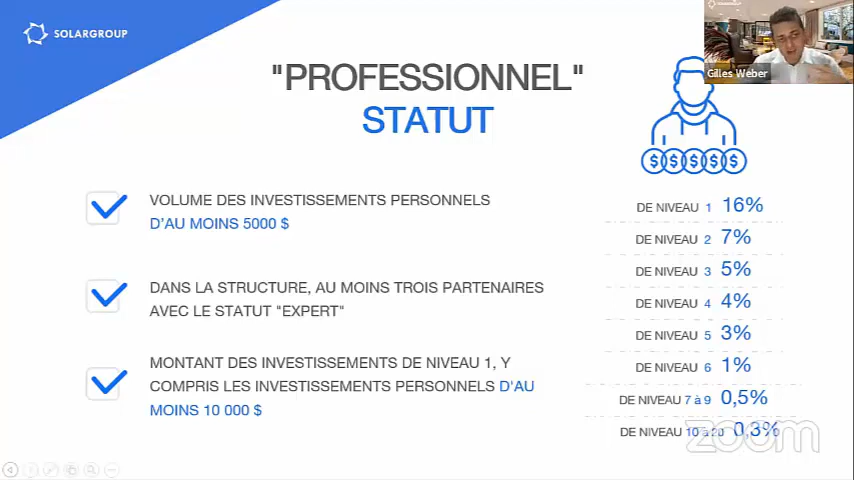 SOLARGROUP
"PROFESSIONNEL"
STATUT
Gilles Weber
VOLUME DES INVESTISSEMENTS PERSONNELS
D'AU MOINS 5000 $
DANS LA STRUCTURE, AU MOINS TROIS PARTENAIRES
AVEC LE STATUT "EXPERT"
MONTANT DES INVESTISSEMENTS DE NIVEAU 1, Y
COMPRIS LES INVESTISSEMENTS PERSONNELS D'AU
MOINS 10 000 $
DE NIVEAU 1 16%
DE NIVEAU 2 7%
DE NIVEAU 3 5%
DE NIVEAU 4 4%
DE NIVEAU 5 3%
DE NIVEAU 6 1%
DE NIVEAU 7 à 9 0,5%
DE NIVEAU 10 à 20 0,3%
zoom